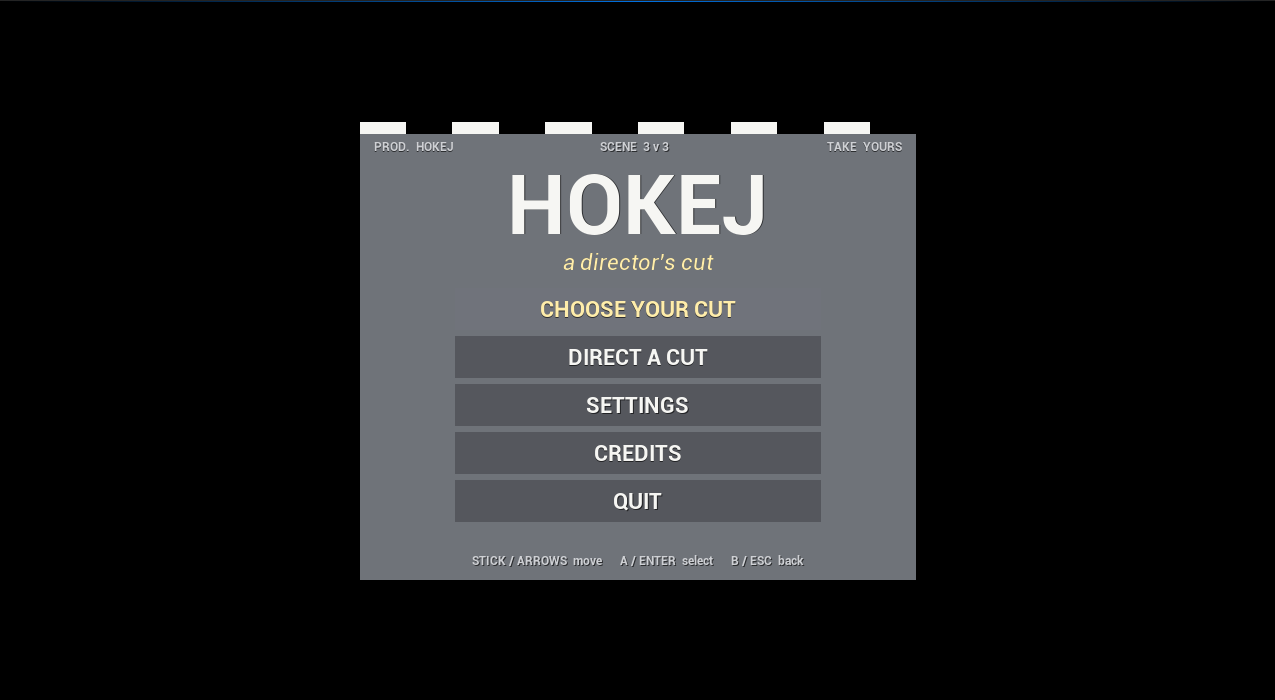 PROD. HOKEJ SCENE 3 v 3 TAKE YOURS
HOKEJ
a director's cut
CHOOSE YOUR CUT
DIRECT A CUT
SETTINGS
CREDITS
QUIT
STICK / ARROWS move A / ENTER select B / ESC back